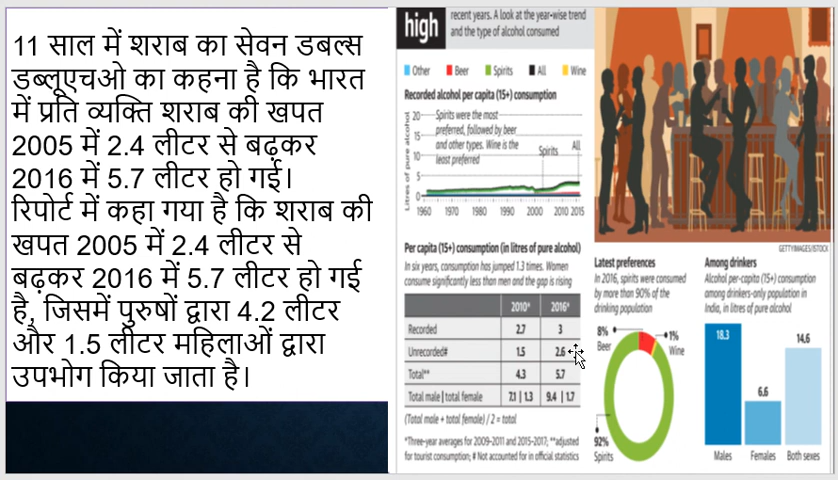 11 साल में शराब का सेवन डबल्स
डब्लूएचओ का कहना है कि भारत
में प्रति व्यक्ति शराब की खपत
2005 में 2.4 लीटर से बढ़कर
2016 में 5.7 लीटर हो गई।
रिपोर्ट में कहा गया है कि शराब की
खपत 2005 में 2.4 लीटर से
बढ़कर 2016 में 5.7 लीटर हो गई
है, जिसमें पुरुषों द्वारा 4.2 लीटर
और 1.5 लीटर महिलाओं द्वारा
उपभोग किया जाता है।
high
recent years. A look at the year-wise trend
and the type of alcohol consumed
Other Beer Spirits All Wine
Recorded alcohol per capita (15+) consumption
Litres of pure alcohol
20
15
10
5
0
Spirits were the most
preferred, followed by beer
and other types. Wine is the
least preferred
Spirits
All
1960 1970 1980 1990 2000 2010 2015
Per capita (15+) consumption (in litres of pure alcohol)
In six years, consumption has jumped 1.3 times. Women
consume significantly less than men and the gap is rising
2010* 2016*
Recorded 2.7 3
Unrecorded# 1.5 2.6
Total** 4.3 5.7
Total male | total female 7.1 | 1.3 9.4 | 1.7
(Total male + total female) / 2 = total
*Three-year averages for 2009-2011 and 2015-2017; **adjusted
for tourist consumption; # Not accounted for in official statistics
GETTYIMAGES/ISTOCK
Latest preferences
In 2016, spirits were consumed
by more than 90% of the
drinking population
8%
Beer
1%
Wine
92%
Spirits
Among drinkers
Alcohol per-capita (15+) consumption
among drinkers-only population in
India, in litres of pure alcohol
18.3
6.6
14.6
Males Females Both sexes